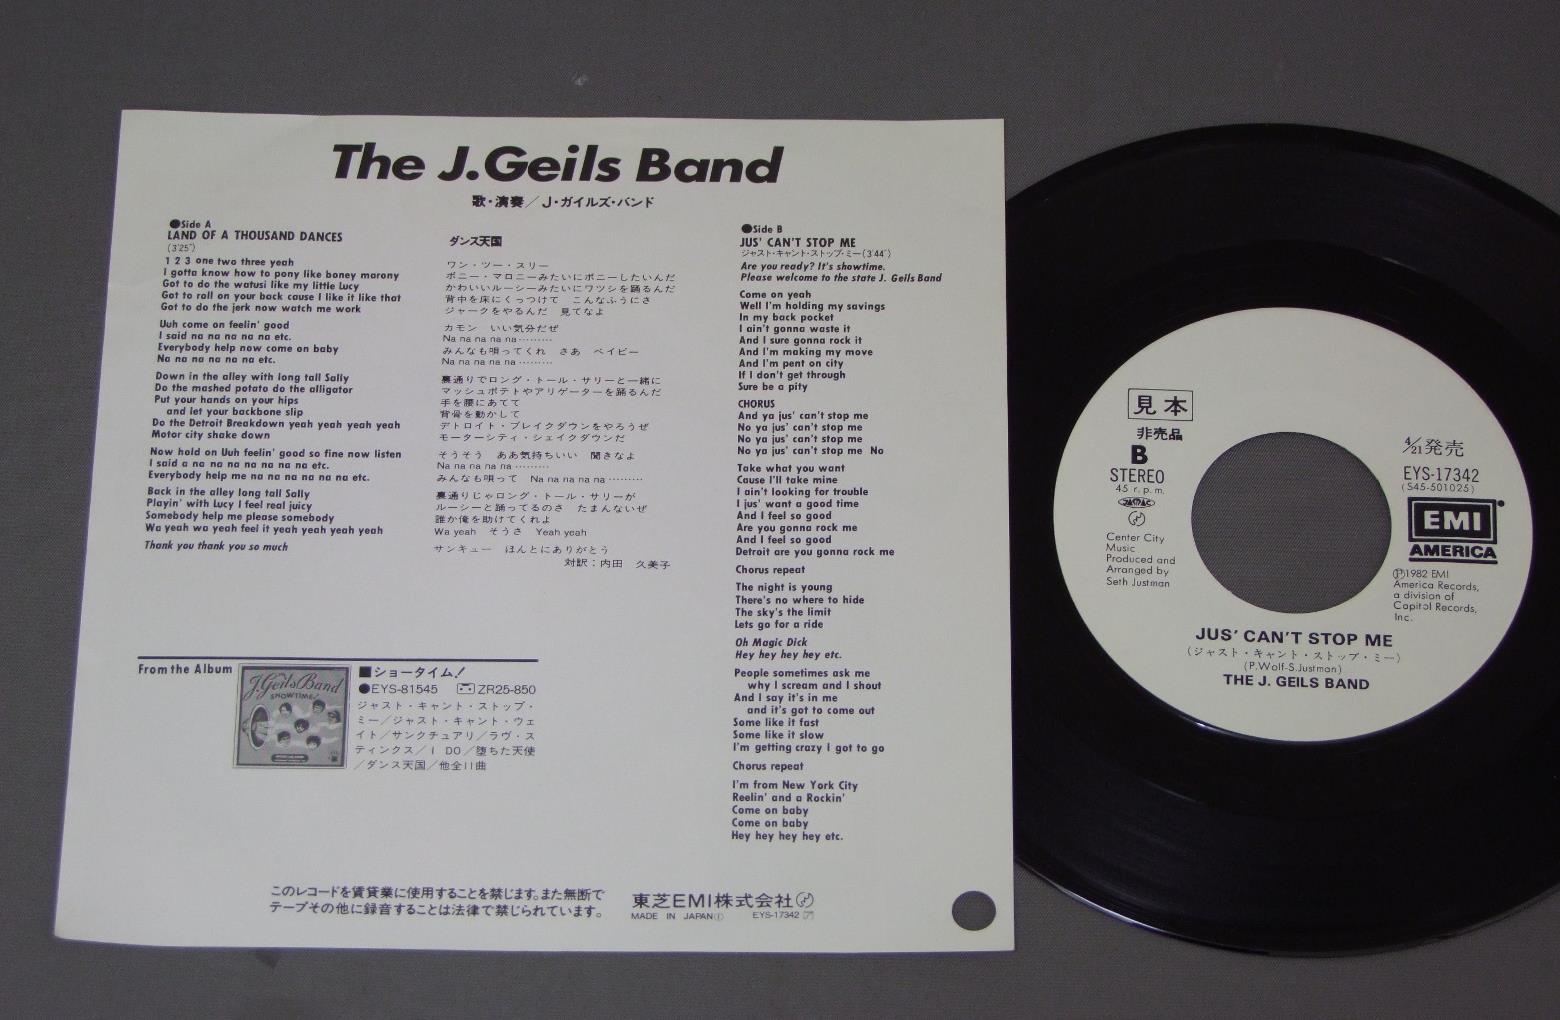 The J.Geils Band
歌・演奏／J・ガイルズ・バンド
●Side A
LAND OF A THOUSAND DANCES
(3'25")
1 2 3 one two three yeah
I gotta know how to pony like boney marony
Got to do the watusi like my little Lucy
Got to roll on your back cause I like it like that
Got to do the jerk now watch me work
Uuh come on feelin' good
I said na na na na na etc.
Everybody help now come on baby
Na na na na na na etc.
Down in the alley with long tall Sally
Do the mashed potato do the alligator
Put your hands on your hips
and let your backbone slip
Do the Detroit Breakdown yeah yeah yeah yeah
Motor city shake down
Now hold on Uuh feelin' good so fine now listen
I said a na na na na na na na etc.
Everybody help me na na na na na na etc.
Back in the alley long tall Sally
Playin' with Lucy I feel real juicy
Somebody help me please somebody
Wa yeah wa yeah feel it yeah yeah yeah yeah
Thank you thank you so much
ダンス天国
ワン・ツー・スリー
ボニー・マロニーみたいにポニーしたいんだ
かわいいルーシーみたいにワツシを踊るんだ
背中を床にくっつけて　こんなふうにさ
ジャークをやるんだ　見てなよ
カモン　いい気分だぜ
Na na na na na………
みんなも唄ってくれ　さあ　ベイビー
Na na na na na………
裏通りでロング・トール・サリーと一緒に
マッシュポテトやアリゲーターを踊るんだ
手を腰にあてて
背骨を動かして
デトロイト・ブレイクダウンをやろうぜ
モーターシティ・シェイクダウンだ
そうそう　ああ気持ちいい　聞きなよ
Na na na na na………
みんなも唄って　Na na na na na………
裏通りじゃロング・トール・サリーが
ルーシーと踊ってるのさ　たまんないぜ
誰か俺を助けてくれよ
Wa yeah　そうさ　Yeah yeah
サンキュー　ほんとにありがとう
対訳：内田　久美子
●Side B
JUS' CAN'T STOP ME
ジャスト・キャント・ストップ・ミー(3'44")
Are you ready? It's showtime.
Please welcome to the state J. Geils Band
Come on yeah
Well I'm holding my savings
In my back pocket
I ain't gonna waste it
And I sure gonna rock it
And I'm making my move
And I'm pent on city
If I don't get through
Sure be a pity
CHORUS
And ya jus' can't stop me
No ya jus' can't stop me
No ya jus' can't stop me
No ya jus' can't stop me No
Take what you want
Cause I'll take mine
I ain't looking for trouble
I jus' want a good time
And I feel so good
Are you gonna rock me
And I feel so good
Detroit are you gonna rock me
Chorus repeat
The night is young
There's no where to hide
The sky's the limit
Lets go for a ride
Oh Magic Dick
Hey hey hey hey etc.
People sometimes ask me
why I scream and I shout
And I say it's in me
and it's got to come out
Some like it fast
Some like it slow
I'm getting crazy I got to go
Chorus repeat
I'm from New York City
Reelin' and a Rockin'
Come on baby
Come on baby
Hey hey hey hey etc.
From the Album
J.Geils Band
SHOWTIME!
■ショータイム!
●EYS-81545 ZR25-850
ジャスト・キャント・ストップ・
ミー／ジャスト・キャント・ウェ
イト／サンクチュアリ／ラヴ・ス
ティンクス／I DO／堕ちた天使
／ダンス天国／他全11曲
このレコードを賃貸業に使用することを禁じます。また無断で
テープその他に録音することは法律で禁じられています。
東芝EMI株式会社
MADE IN JAPAN EYS-17342
見本
非売品
B
STEREO
45 r.p.m.
JASRAC
Center City
Music
Produced and
Arranged by
Seth Justman
4/21発売
EYS-17342
(S45-501025)
EMI
AMERICA
Ⓟ1982 EMI
America Records,
a division of
Capitol Records,
Inc.
JUS' CAN'T STOP ME
(ジャスト・キャント・ストップ・ミー)
(P.Wolf-S.Justman)
THE J. GEILS BAND